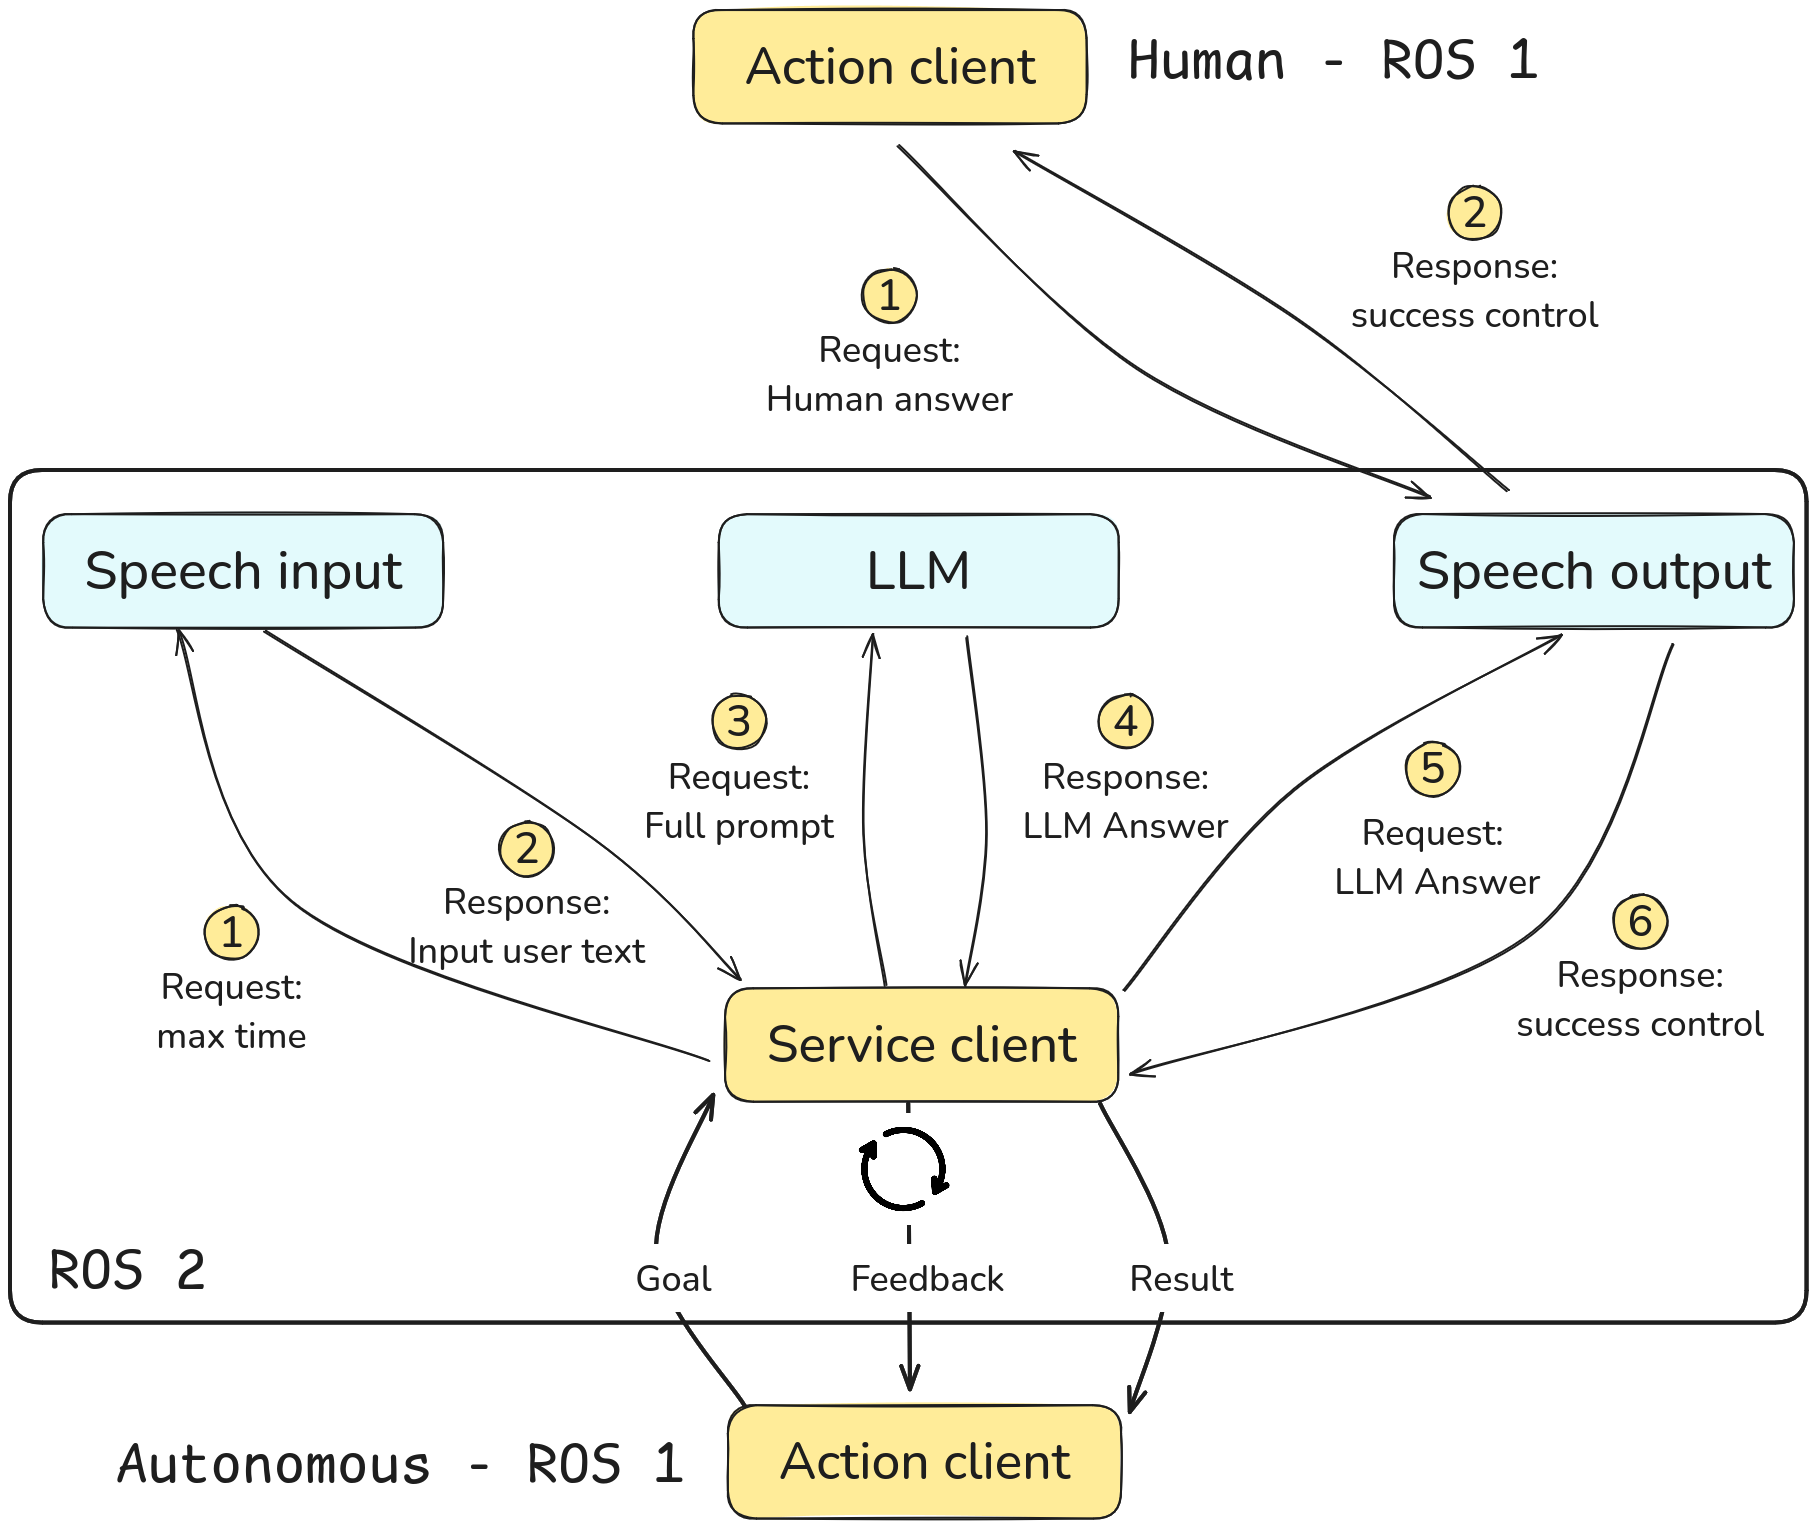 Action client
Human - ROS 1
2
Response:
success control
1
Request:
Human answer
Speech input
LLM
Speech output
3
Request:
Full prompt
4
Response:
LLM Answer
5
Request:
LLM Answer
2
Response:
Input user text
1
Request:
max time
6
Response:
success control
Service client
ROS 2
Goal
Feedback
Result
Autonomous - ROS 1
Action client